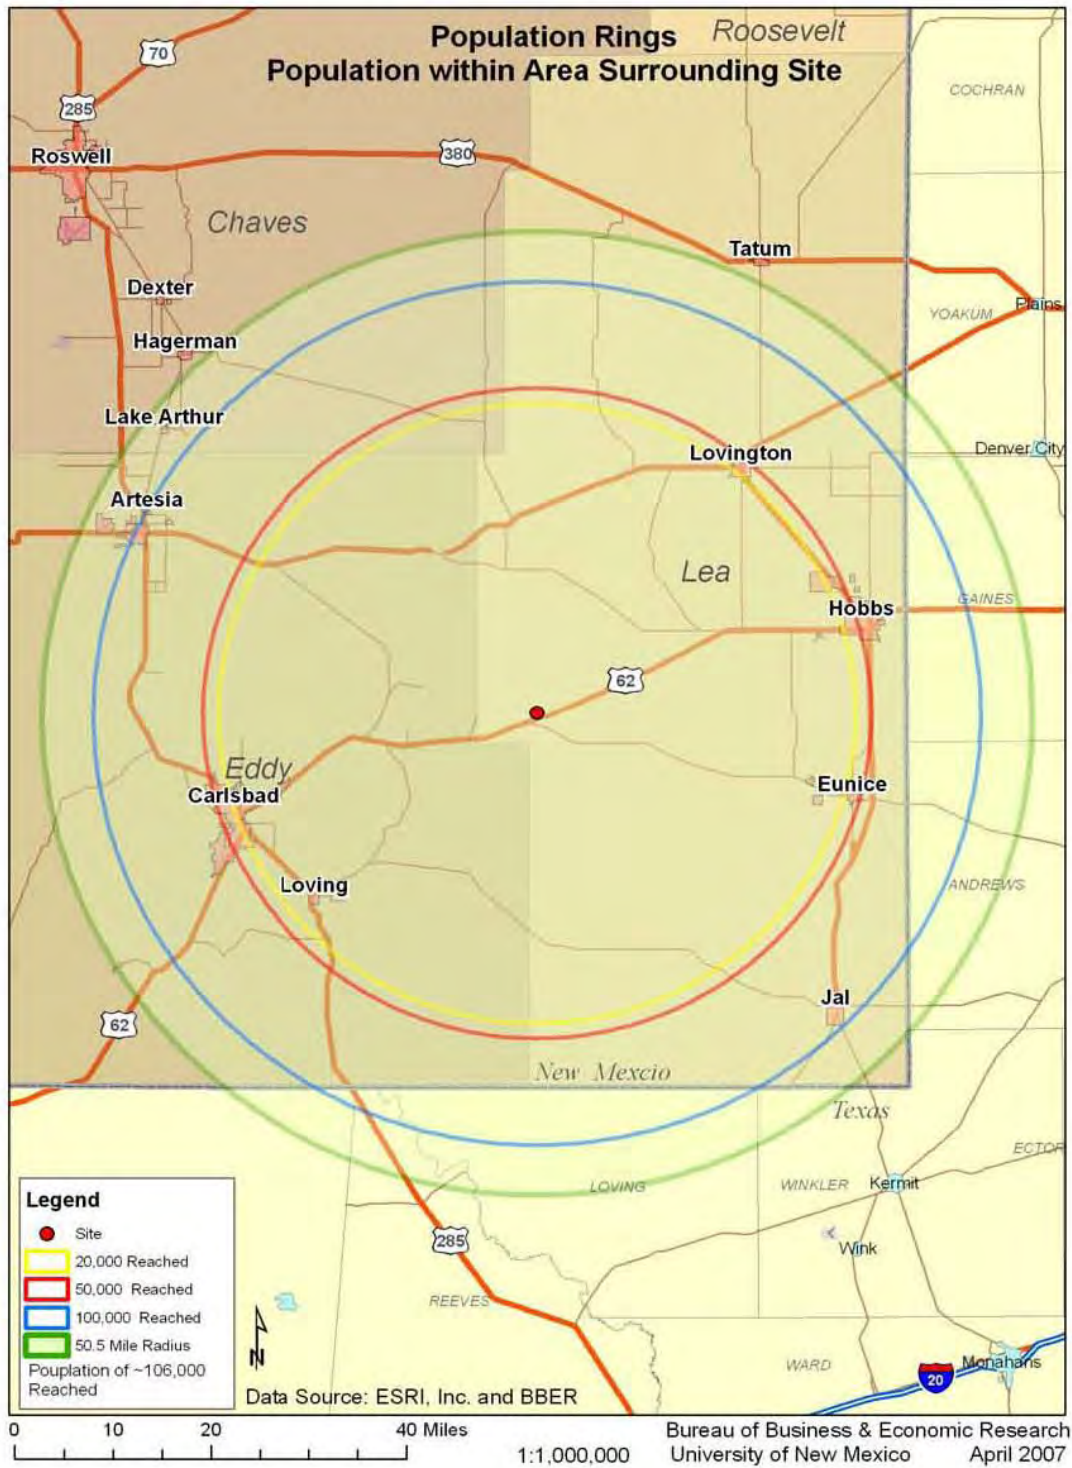 Population Rings
Population within Area Surrounding Site
Roosevelt
70
COCHRAN
285
Roswell
380
Chaves
Tatum
Dexter
Plains
YOAKUM
Hagerman
Lake Arthur
Lovington
Denver City
Artesia
Lea
GAINES
Hobbs
62
Eddy
Carlsbad
Eunice
Loving
ANDREWS
Jal
62
New Mexcio
Texas
ECTOR
LOVING
WINKLER
Kermit
285
Wink
REEVES
WARD
Monahans
20
Legend
Site
20,000 Reached
50,000 Reached
100,000 Reached
50.5 Mile Radius
Pouplation of ~106,000
Reached
N
Data Source: ESRI, Inc. and BBER
0 10 20 40 Miles
1:1,000,000
Bureau of Business & Economic Research
University of New Mexico April 2007